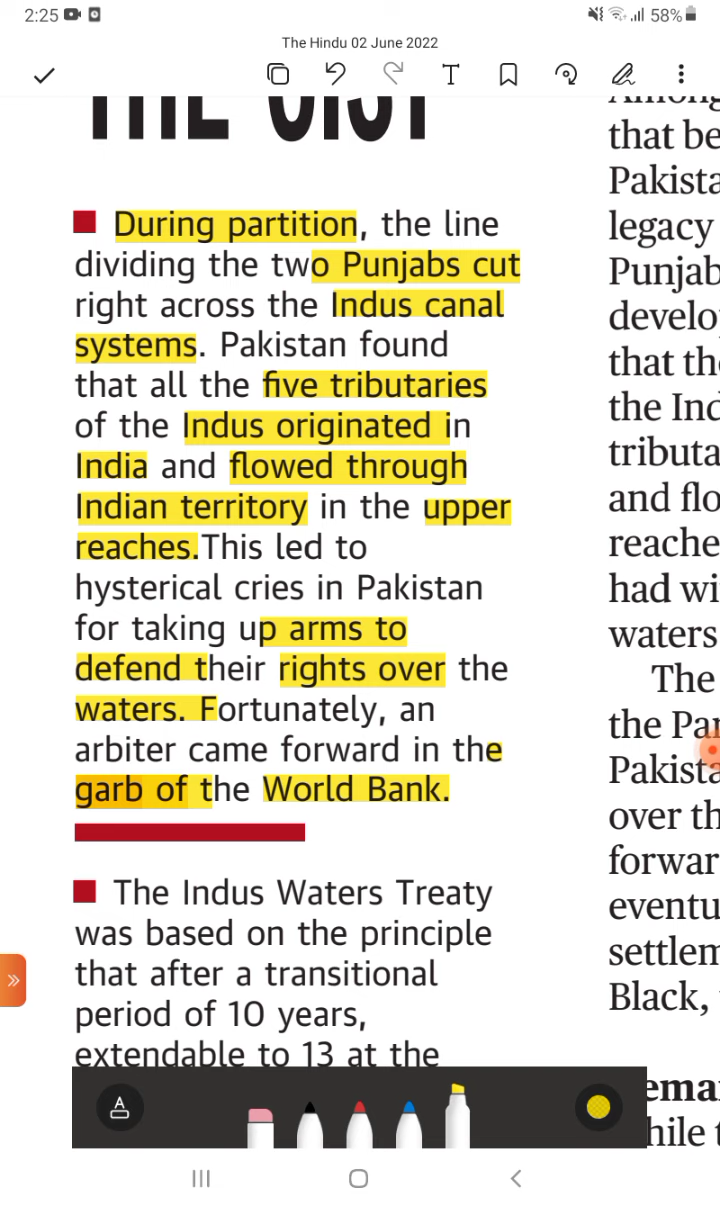 2:25
58%
The Hindu 02 June 2022
THE GIST
During partition, the line
dividing the two Punjabs cut
right across the Indus canal
systems. Pakistan found
that all the five tributaries
of the Indus originated in
India and flowed through
Indian territory in the upper
reaches.This led to
hysterical cries in Pakistan
for taking up arms to
defend their rights over the
waters. Fortunately, an
arbiter came forward in the
garb of the World Bank.
The Indus Waters Treaty
was based on the principle
that after a transitional
period of 10 years,
extendable to 13 at the
that be
Pakista
legacy
Punjab
develo
that th
the Ind
tributa
and flo
reache
had wi
waters
The
the Pa
Pakista
over th
forwar
eventu
settlem
Black,